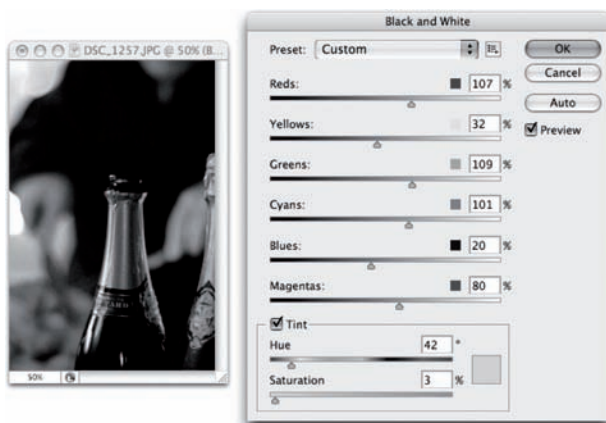 DSC_1257.JPG @ 50% (B...
50%
Black and White
Preset: Custom
OK
Cancel
Auto
Preview
Reds: 107 %
Yellows: 32 %
Greens: 109 %
Cyans: 101 %
Blues: 20 %
Magentas: 80 %
Tint
Hue 42 °
Saturation 3 %